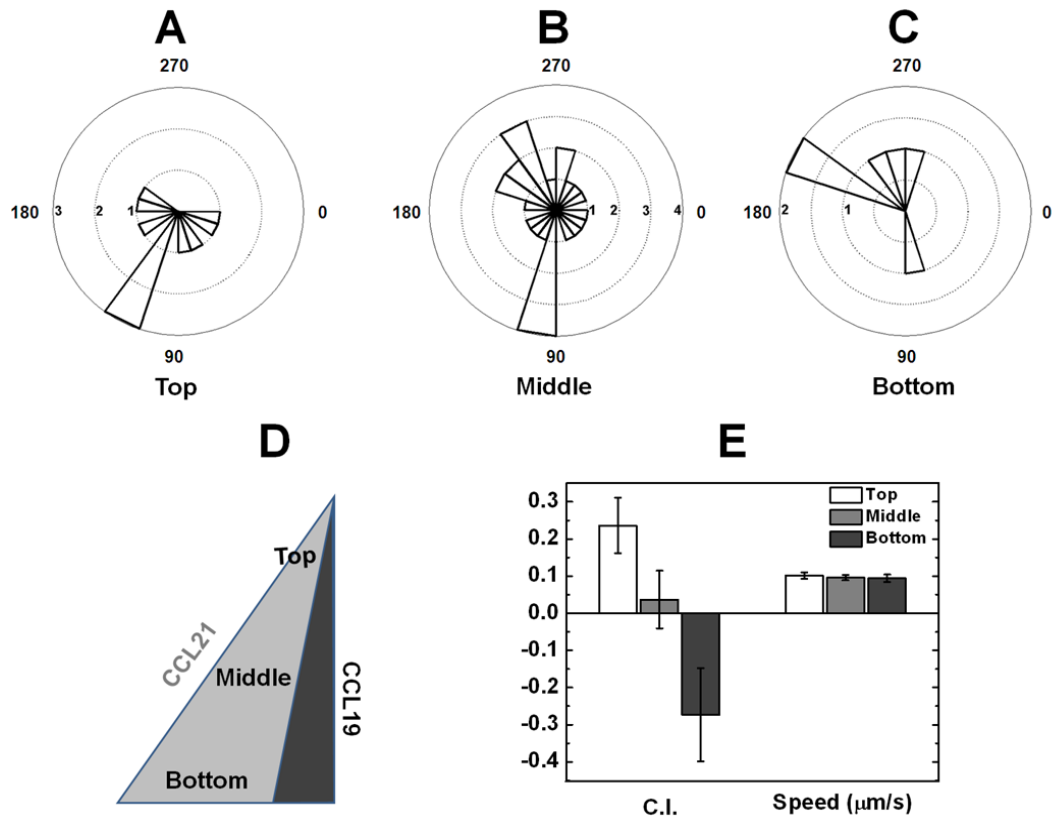 A B C
270 270 270
180 3 2 1 0
180 1 2 3 4 0
180 2 1 0
90 90 90
Top Middle Bottom
D E
Top
Middle
Bottom
CCL21
CCL19
0.3
0.2
0.1
0.0
-0.1
-0.2
-0.3
-0.4
Top
Middle
Bottom
C.I. Speed (μm/s)